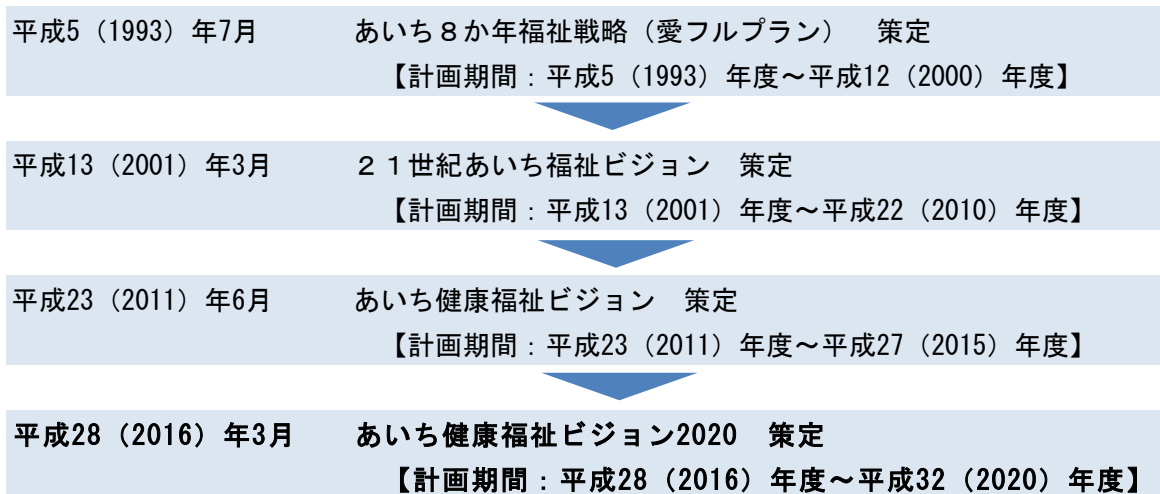 平成5（1993）年7月　　　あいち８か年福祉戦略（愛フルプラン）　策定
【計画期間：平成5（1993）年度～平成12（2000）年度】
平成13（2001）年3月　　　２１世紀あいち福祉ビジョン　策定
【計画期間：平成13（2001）年度～平成22（2010）年度】
平成23（2011）年6月　　　あいち健康福祉ビジョン　策定
【計画期間：平成23（2011）年度～平成27（2015）年度】
平成28（2016）年3月　　　あいち健康福祉ビジョン2020　策定
【計画期間：平成28（2016）年度～平成32（2020）年度】